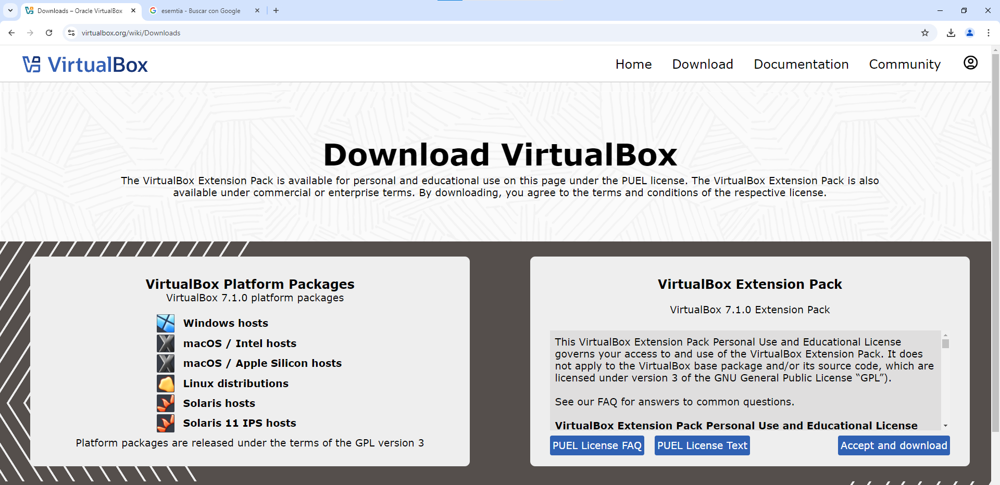 Downloads – Oracle VirtualBox
esemtia - Buscar con Google
virtualbox.org/wiki/Downloads
VirtualBox
Home
Download
Documentation
Community
Download VirtualBox
The VirtualBox Extension Pack is available for personal and educational use on this page under the PUEL license. The VirtualBox Extension Pack is also
available under commercial or enterprise terms. By downloading, you agree to the terms and conditions of the respective license.
VirtualBox Platform Packages
VirtualBox 7.1.0 platform packages
Windows hosts
macOS / Intel hosts
macOS / Apple Silicon hosts
Linux distributions
Solaris hosts
Solaris 11 IPS hosts
Platform packages are released under the terms of the GPL version 3
VirtualBox Extension Pack
VirtualBox 7.1.0 Extension Pack
This VirtualBox Extension Pack Personal Use and Educational License
governs your access to and use of the VirtualBox Extension Pack. It does
not apply to the VirtualBox base package and/or its source code, which are
licensed under version 3 of the GNU General Public License “GPL”).
See our FAQ for answers to common questions.
VirtualBox Extension Pack Personal Use and Educational License
PUEL License FAQ
PUEL License Text
Accept and download